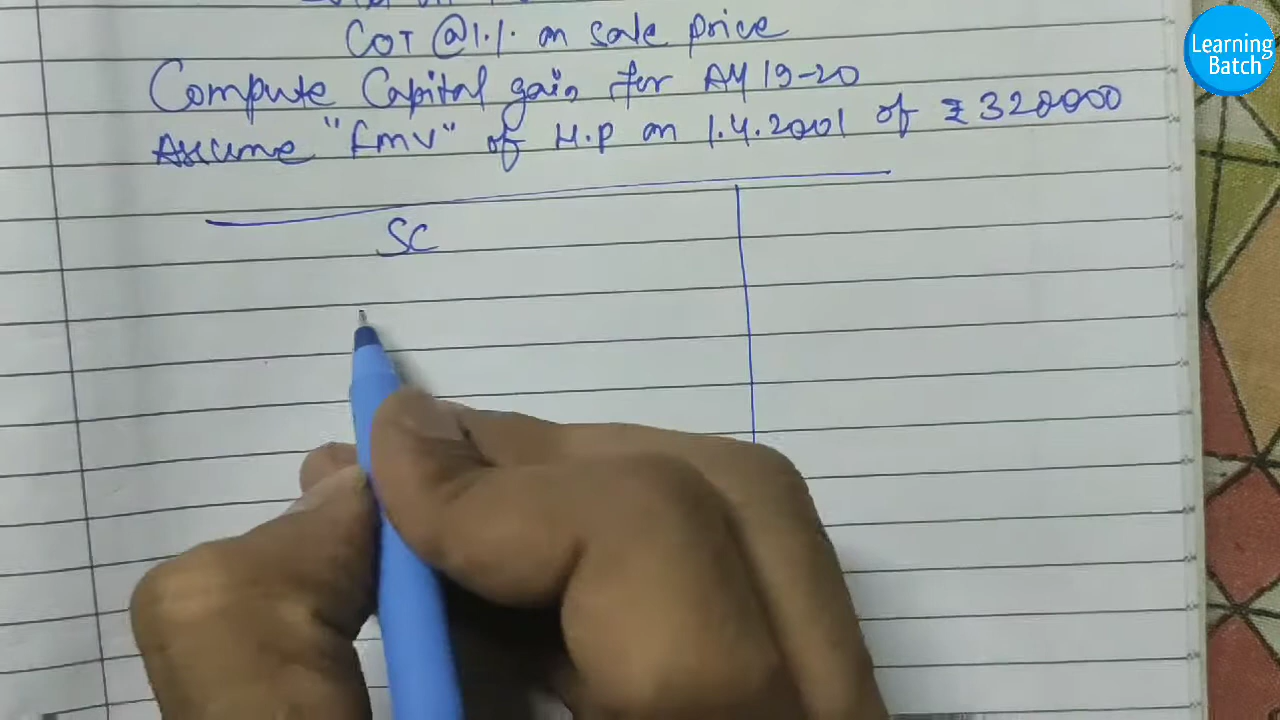 COT @1.1. on sale price
Compute Capital gain for AY 19-20
Assume "fmv" of H.P on 1.4.2001 of ₹320000
SC
Learning
Batch